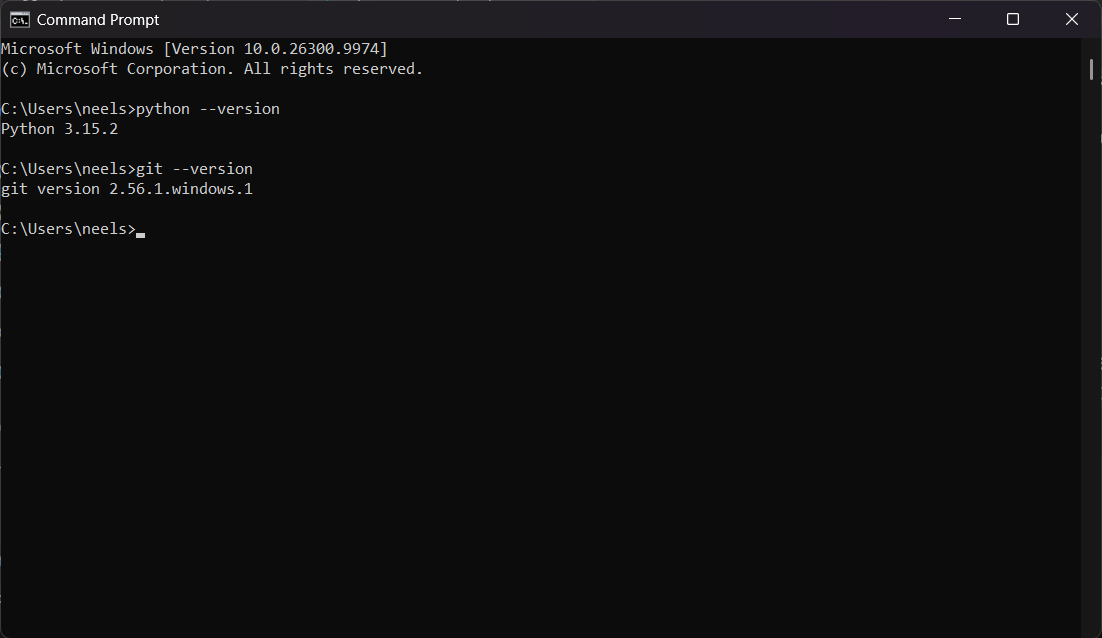 Command Prompt
Microsoft Windows [Version 10.0.26300.9974]
(c) Microsoft Corporation. All rights reserved.
C:\Users\neels>python --version
Python 3.15.2
C:\Users\neels>git --version
git version 2.56.1.windows.1
C:\Users\neels>